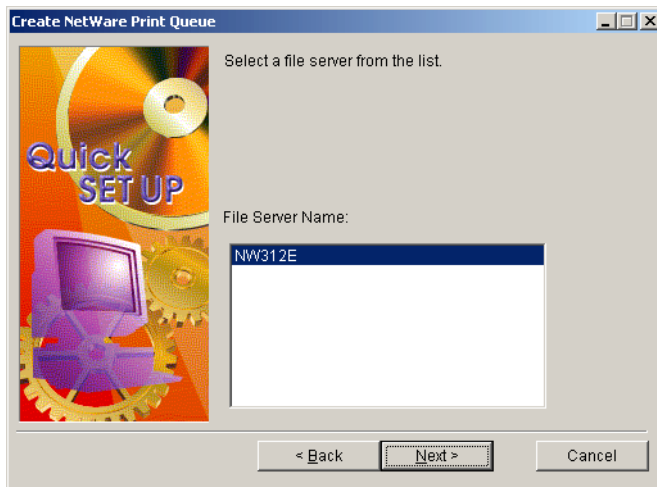 Create NetWare Print Queue
Select a file server from the list.
Quick
SET UP
File Server Name:
NW312E
< Back
Next >
Cancel